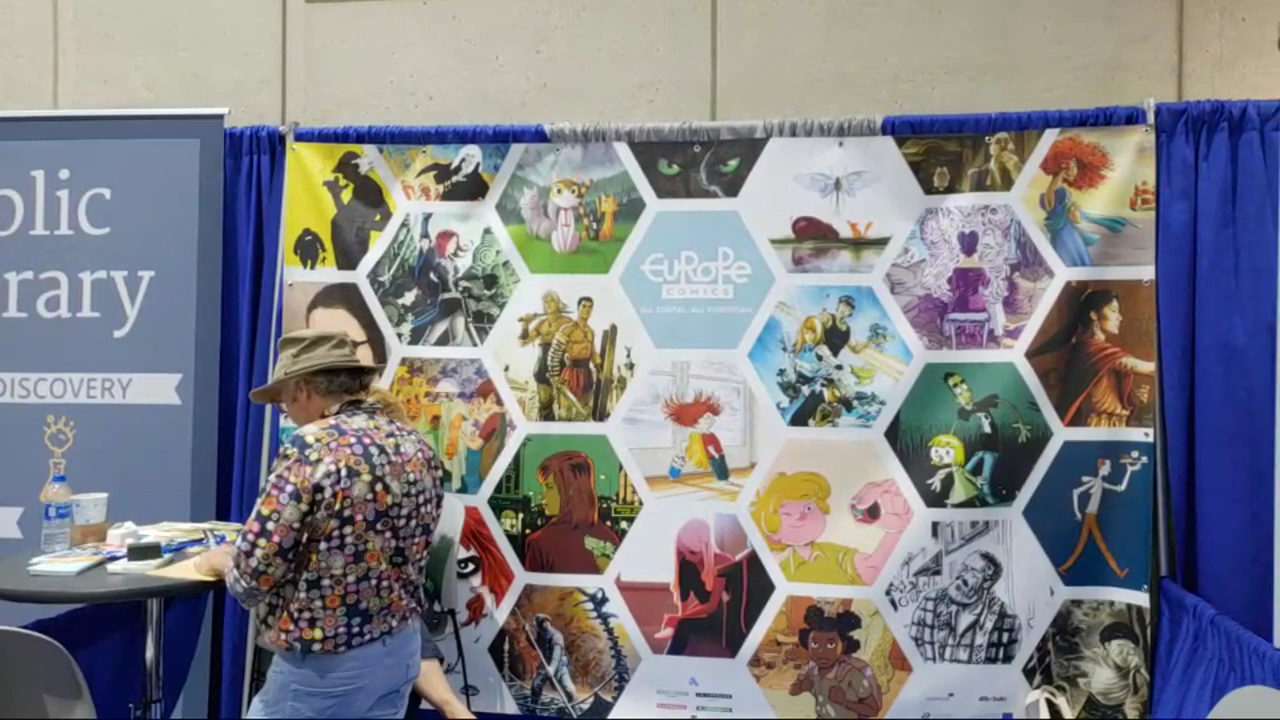 blic
rary
DISCOVERY
EUROPE
COMICS
ALL DIGITAL. ALL EUROPEAN.